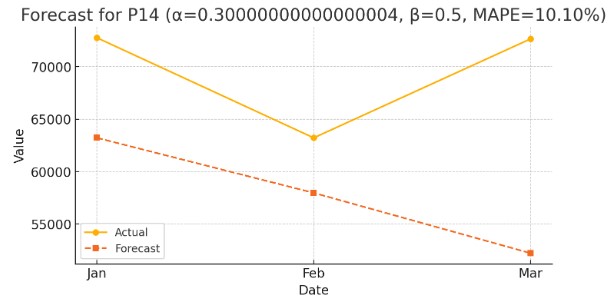 Forecast for P14 (α=0.30000000000000004, β=0.5, MAPE=10.10%)
70000
65000
60000
55000
Value
Actual
Forecast
Jan Feb Mar
Date